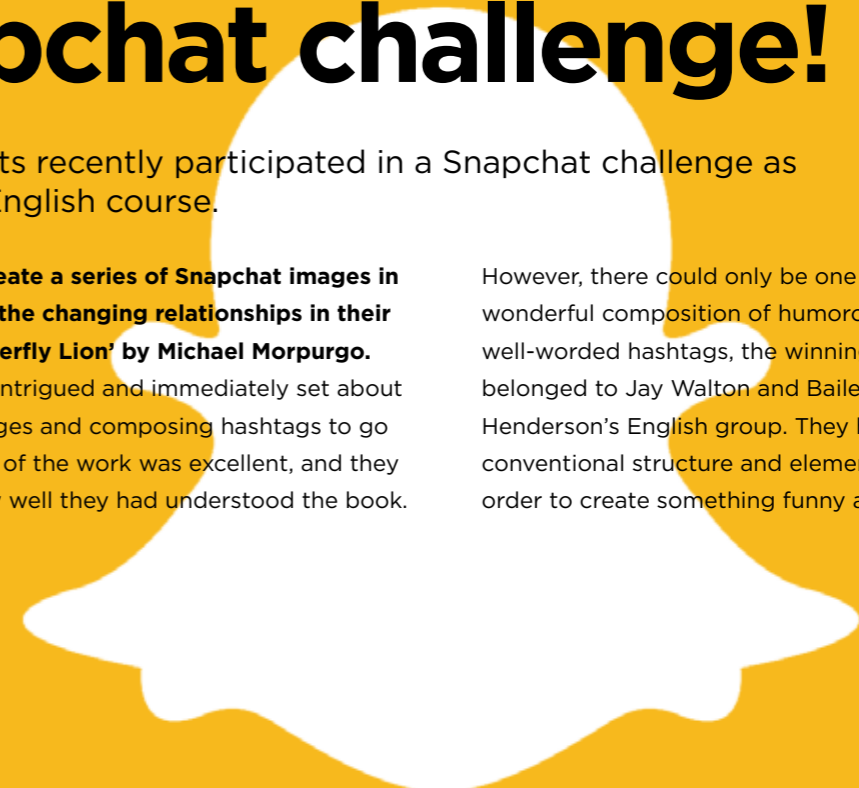 pchat challenge!
ts recently participated in a Snapchat challenge as
English course.
eate a series of Snapchat images in
the changing relationships in their
erfly Lion’ by Michael Morpurgo.
ntrigued and immediately set about
ges and composing hashtags to go
of the work was excellent, and they
well they had understood the book.
However, there could only be one
wonderful composition of humoro
well-worded hashtags, the winnin
belonged to Jay Walton and Baile
Henderson’s English group. They
conventional structure and eleme
order to create something funny a